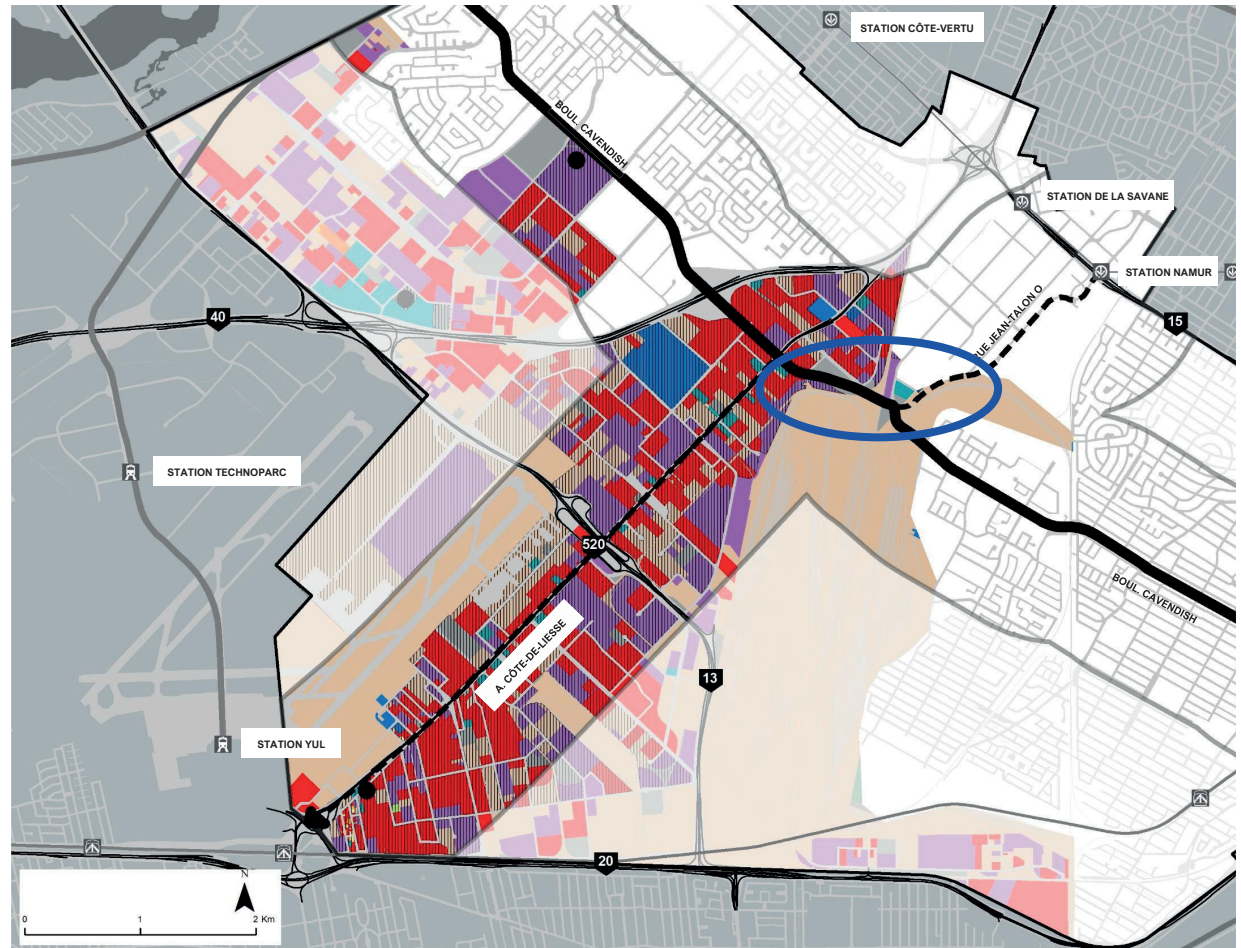 STATION CÔTE-VERTU
BOUL. CAVENDISH
STATION DE LA SAVANE
STATION NAMUR
15
RUE JEAN-TALON O
40
STATION TECHNOPARC
520
A. CÔTE-DE-LIESSE
BOUL. CAVENDISH
13
STATION YUL
20
N
0 1 2 Km